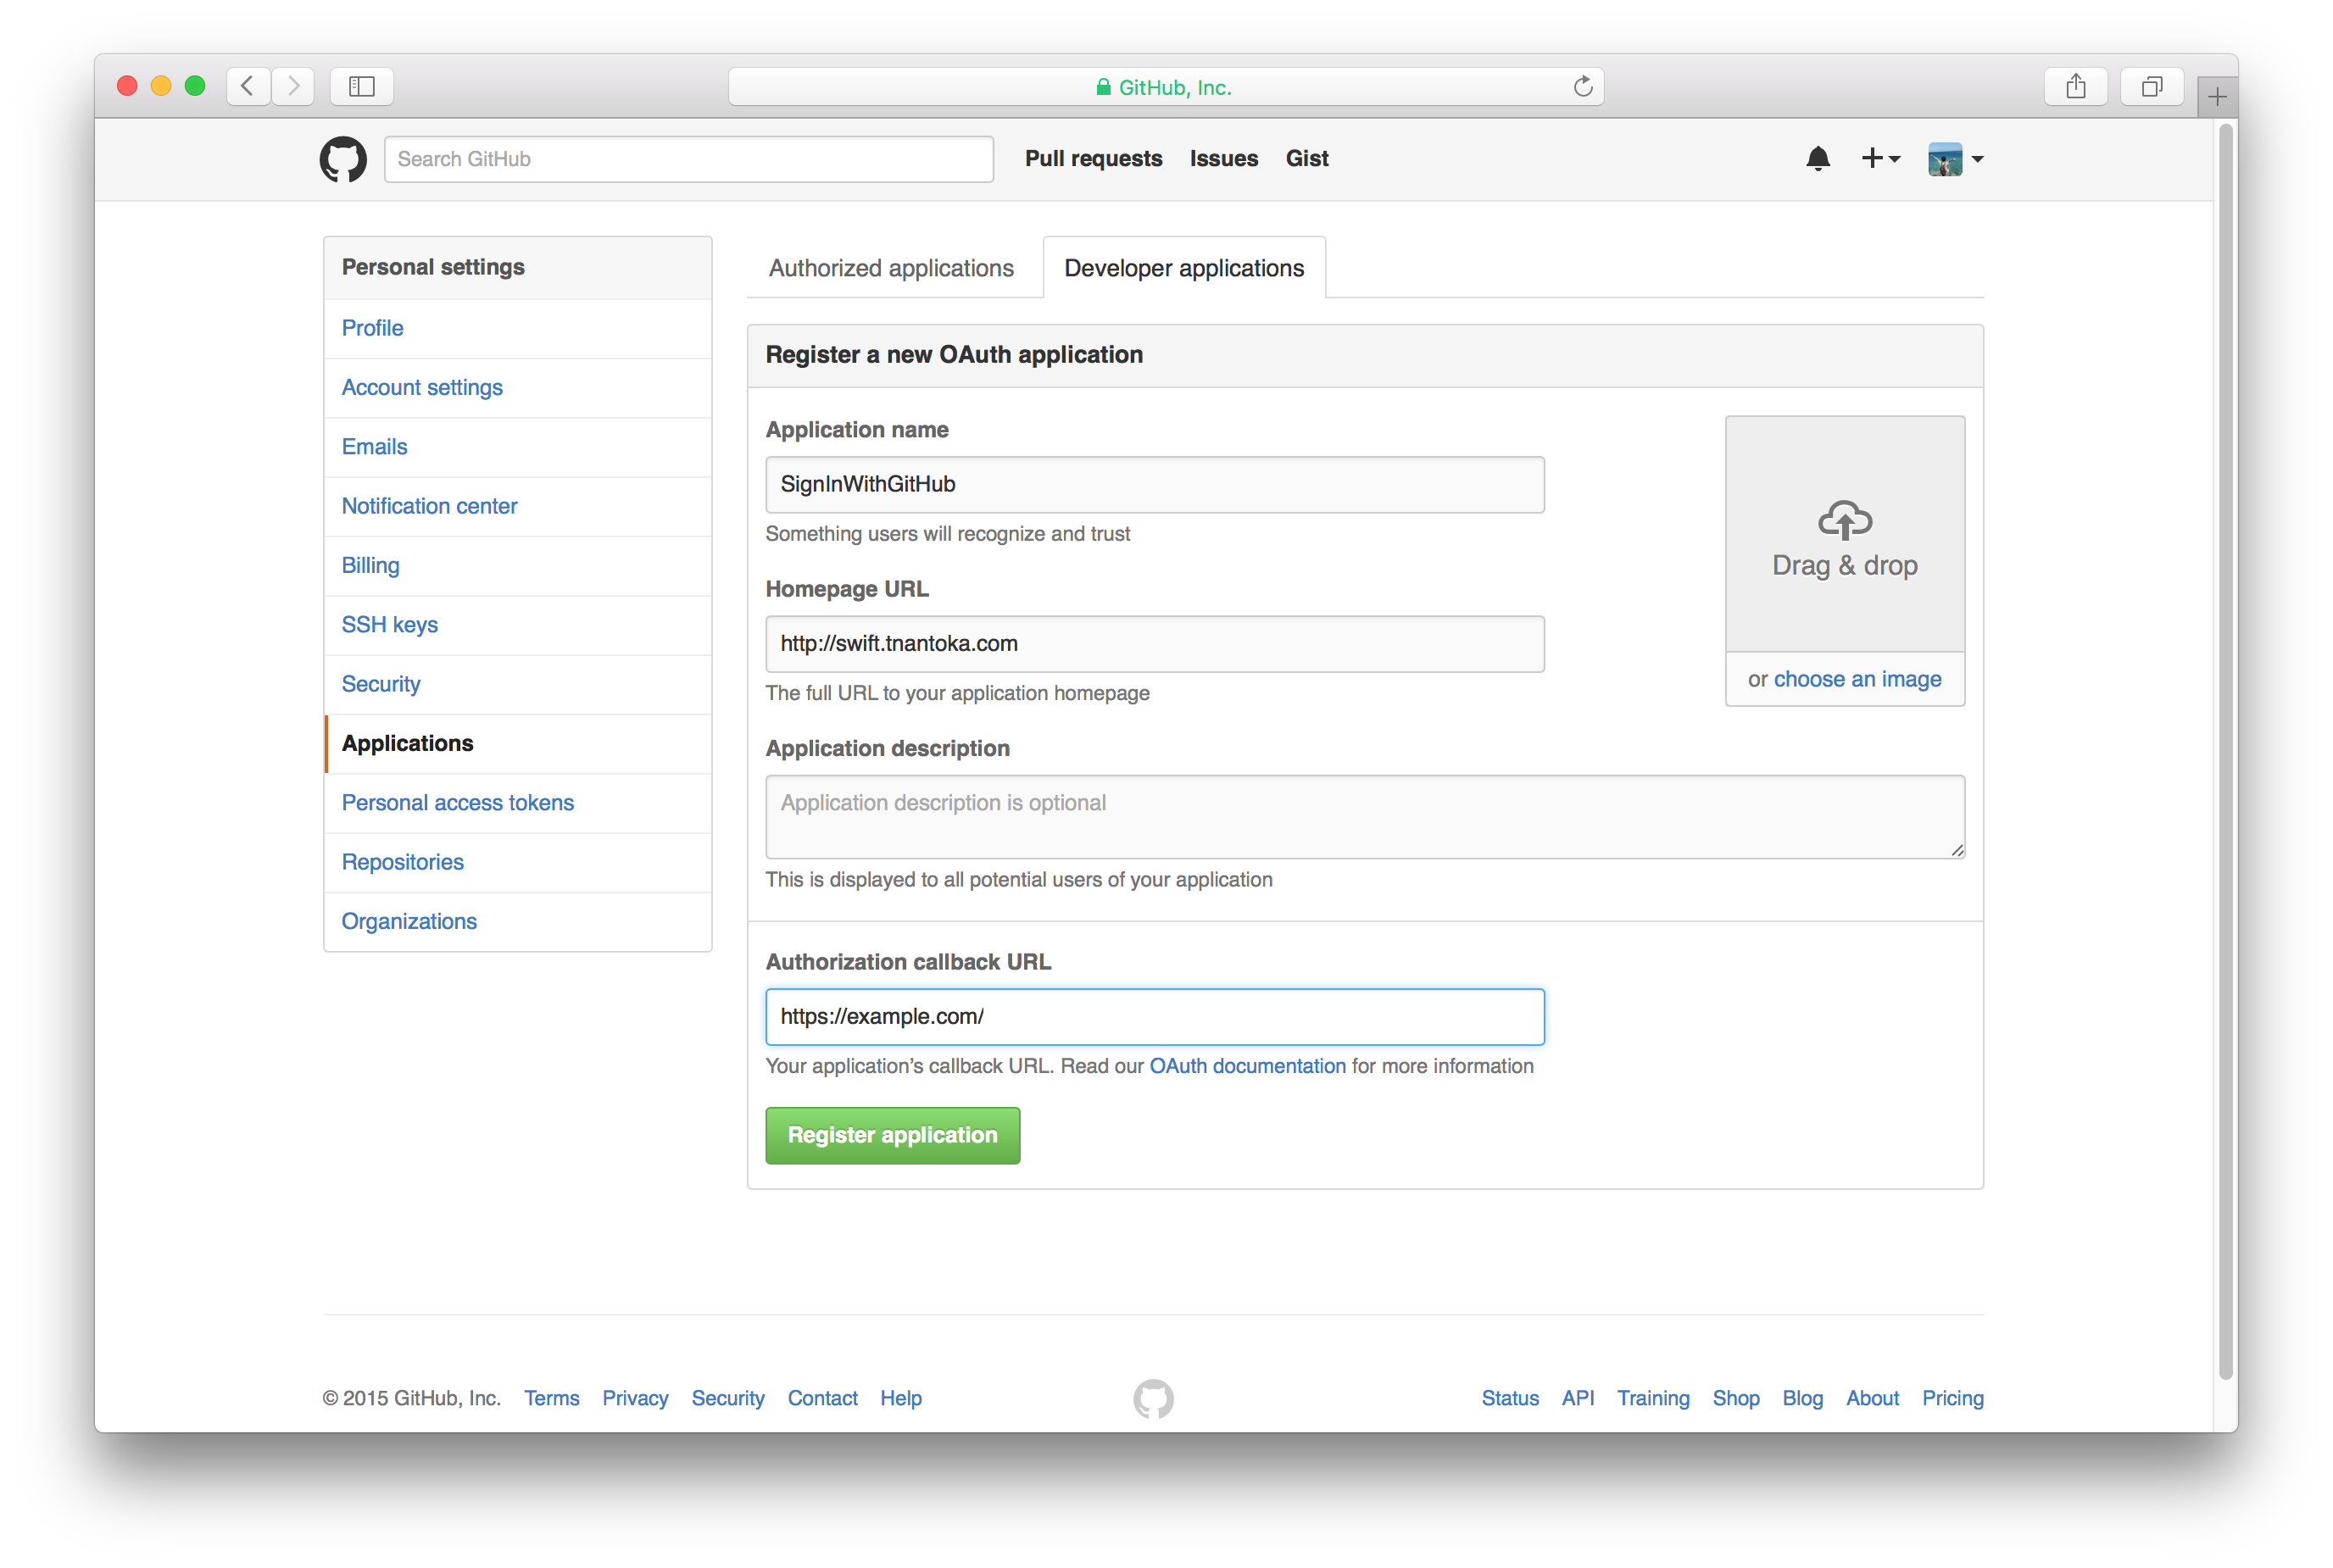 GitHub, Inc.
Search GitHub
Pull requests Issues Gist
Personal settings
Profile
Account settings
Emails
Notification center
Billing
SSH keys
Security
Applications
Personal access tokens
Repositories
Organizations
Authorized applications Developer applications
Register a new OAuth application
Application name
SignInWithGitHub
Something users will recognize and trust
Homepage URL
http://swift.tnantoka.com
The full URL to your application homepage
Drag & drop
or choose an image
Application description
Application description is optional
This is displayed to all potential users of your application
Authorization callback URL
https://example.com/
Your application’s callback URL. Read our OAuth documentation for more information
Register application
© 2015 GitHub, Inc. Terms Privacy Security Contact Help
Status API Training Shop Blog About Pricing